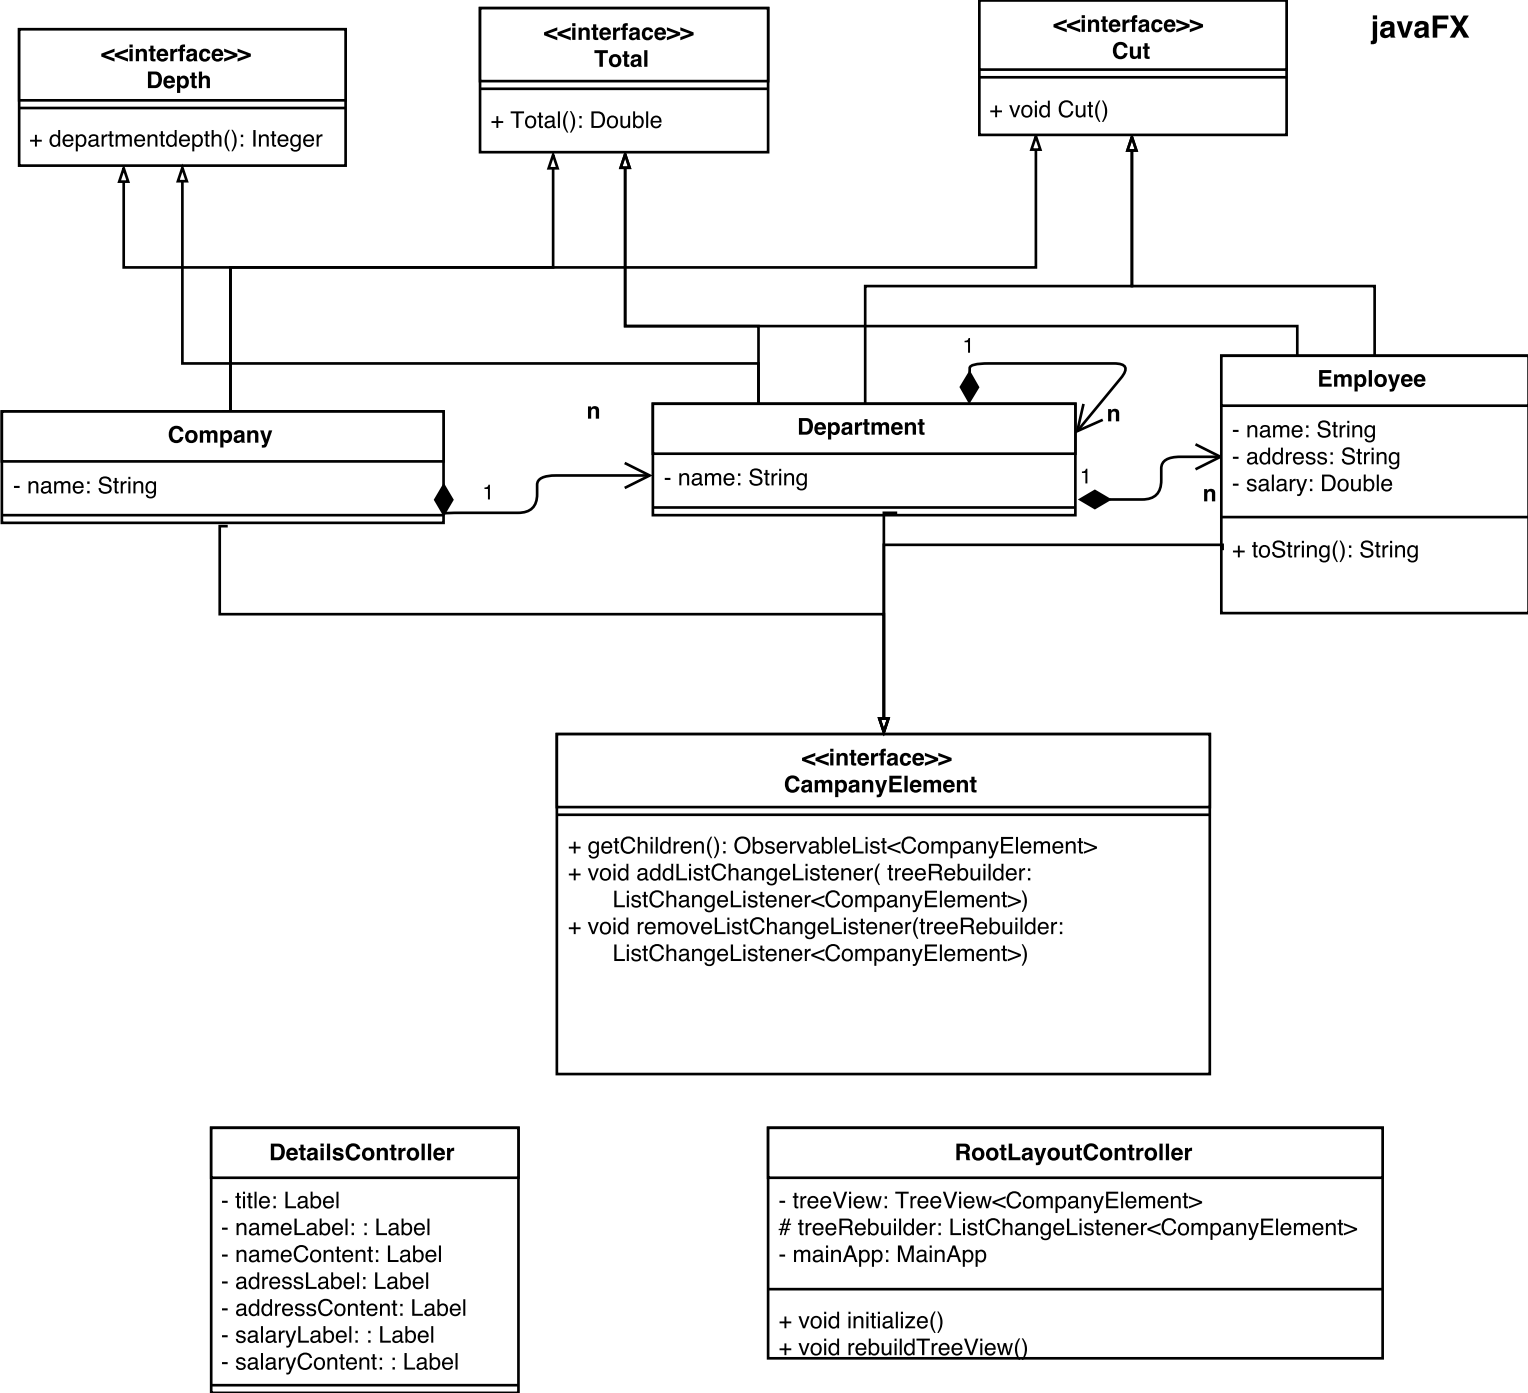 <<interface>>
Depth
+ departmentdepth(): Integer
<<interface>>
Total
+ Total(): Double
<<interface>>
Cut
+ void Cut()
javaFX
Company
- name: String
1
n
Department
- name: String
1
n
1
n
Employee
- name: String
- address: String
- salary: Double
+ toString(): String
<<interface>>
CampanyElement
+ getChildren(): ObservableList<CompanyElement>
+ void addListChangeListener( treeRebuilder:
ListChangeListener<CompanyElement>)
+ void removeListChangeListener(treeRebuilder:
ListChangeListener<CompanyElement>)
DetailsController
- title: Label
- nameLabel: : Label
- nameContent: Label
- adressLabel: Label
- addressContent: Label
- salaryLabel: : Label
- salaryContent: : Label
RootLayoutController
- treeView: TreeView<CompanyElement>
# treeRebuilder: ListChangeListener<CompanyElement>
- mainApp: MainApp
+ void initialize()
+ void rebuildTreeView()